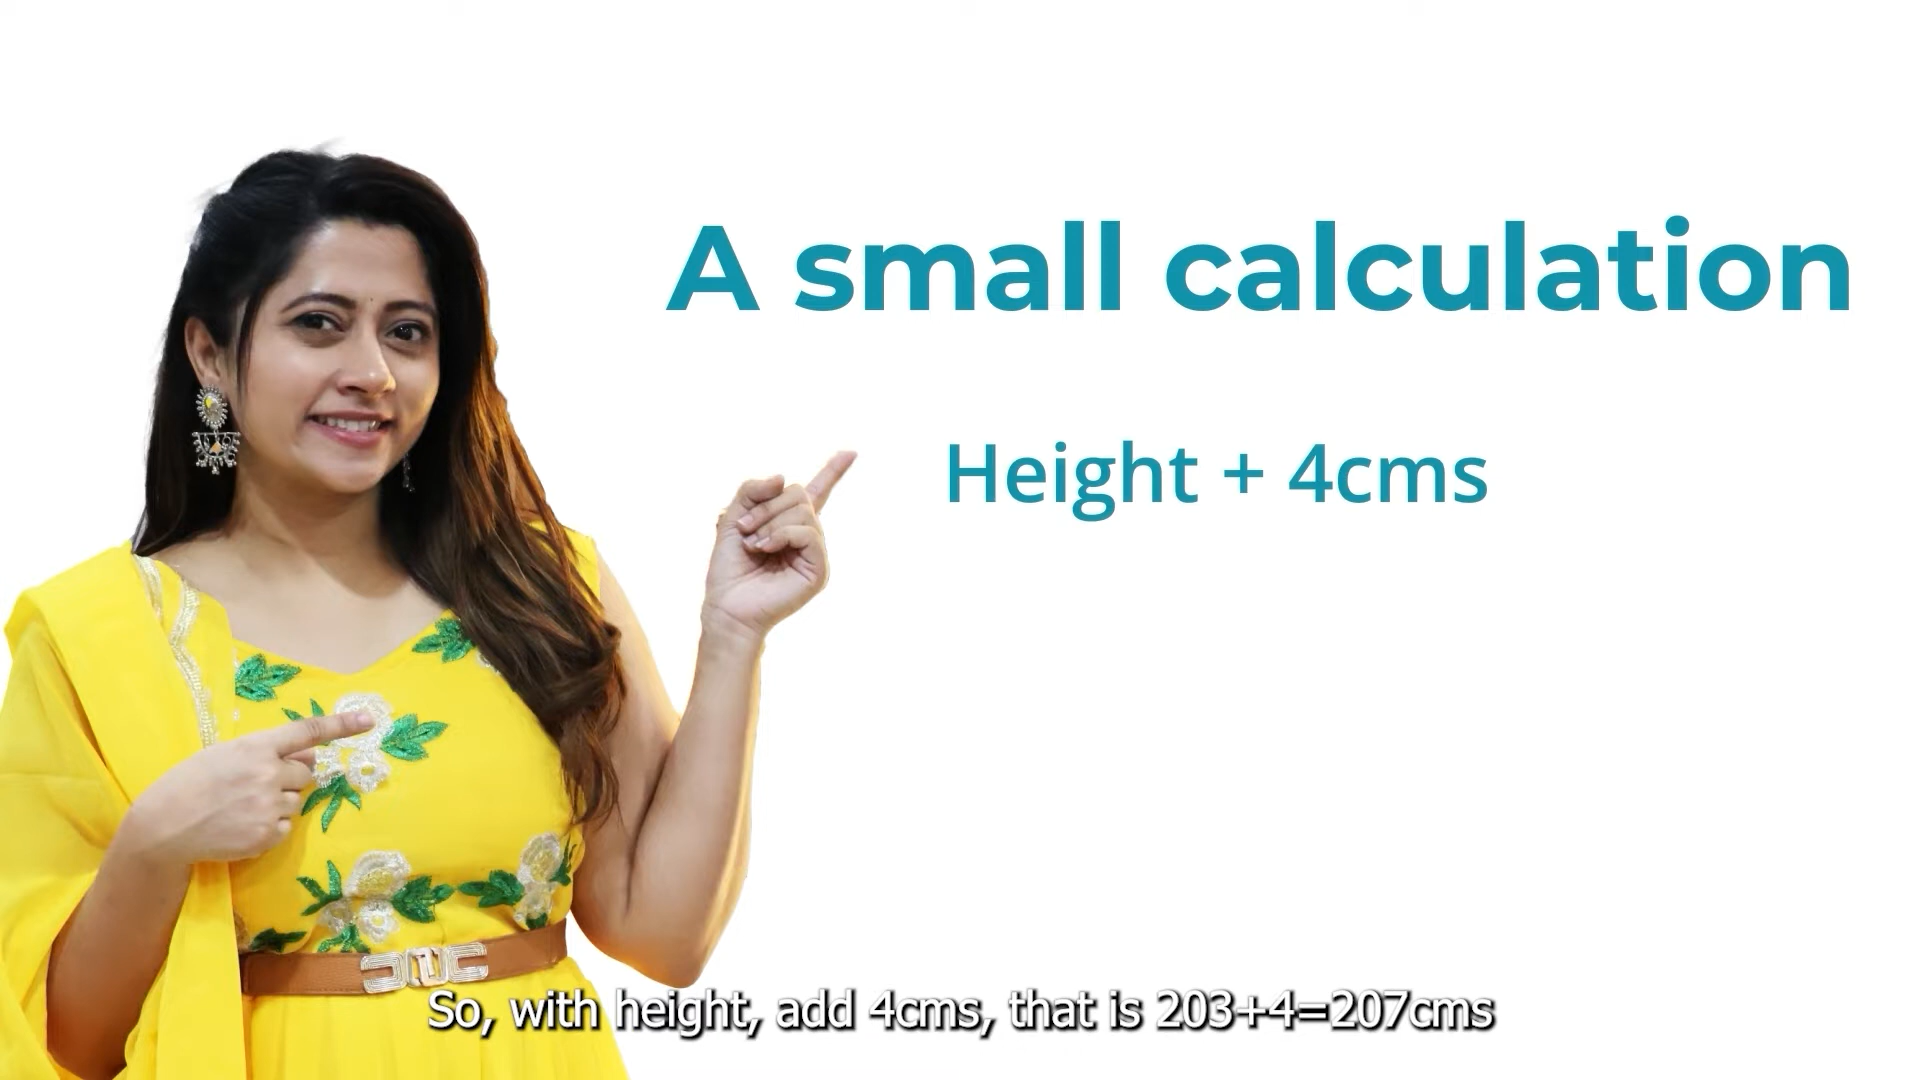 A small calculation
Height + 4cms
So, with height, add 4cms, that is 203+4=207cms